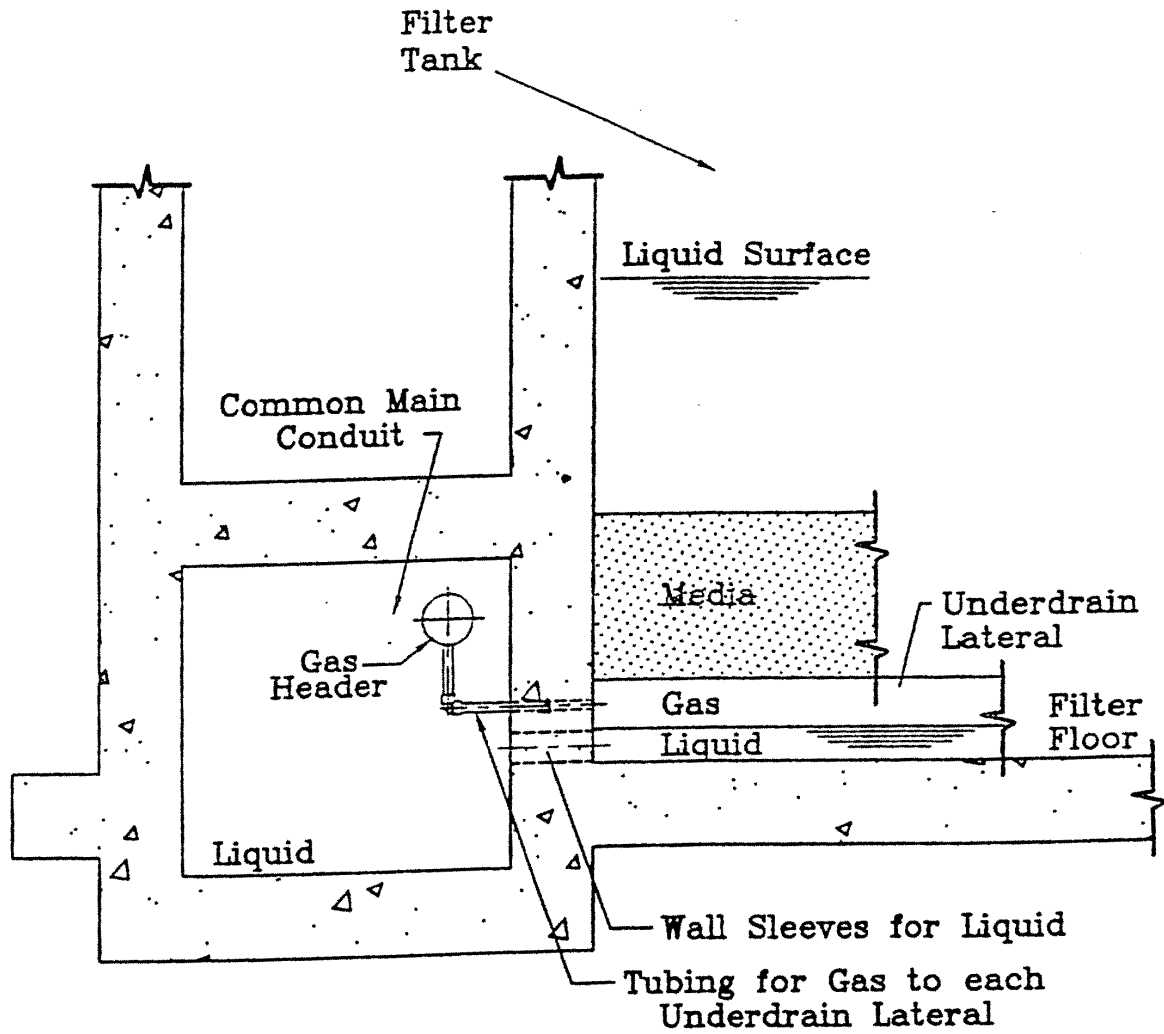 Filter
Tank
Liquid Surface
Common Main
Conduit
Media
Underdrain
Lateral
Gas
Header
Gas
Filter
Floor
Liquid
Liquid
Wall Sleeves for Liquid
Tubing for Gas to each
Underdrain Lateral